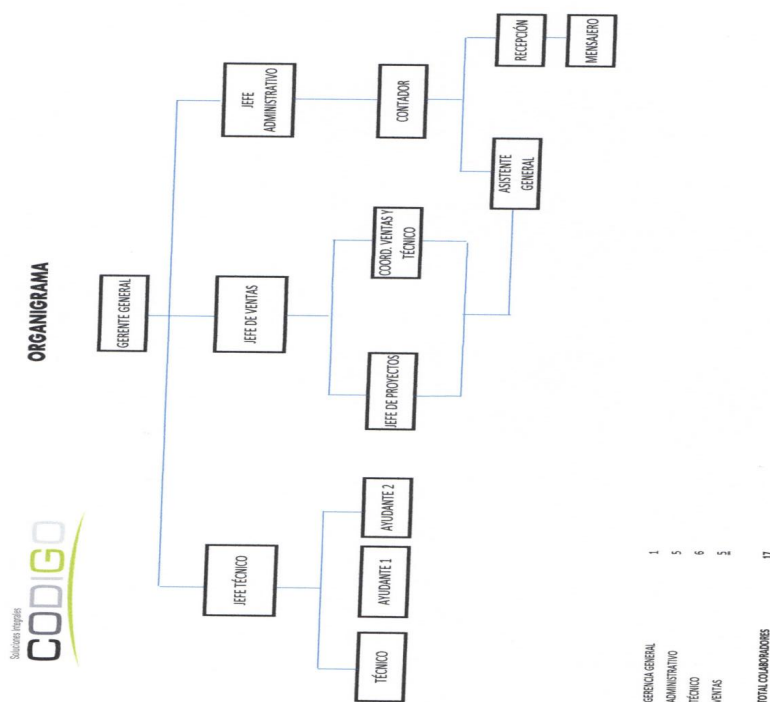 Soluciones Integrales
CODIGO
ORGANIGRAMA
GERENTE GENERAL
JEFE TÉCNICO
JEFE DE VENTAS
JEFE
ADMINISTRATIVO
TÉCNICO
AYUDANTE 1
AYUDANTE 2
JEFE DE PROYECTOS
COORD. VENTAS Y
TÉCNICO
CONTADOR
ASISTENTE
GENERAL
RECEPCIÓN
MENSAJERO
GERENCIA GENERAL 1
ADMINISTRATIVO 5
TÉCNICO 6
VENTAS 5
TOTAL COLABORADORES 17